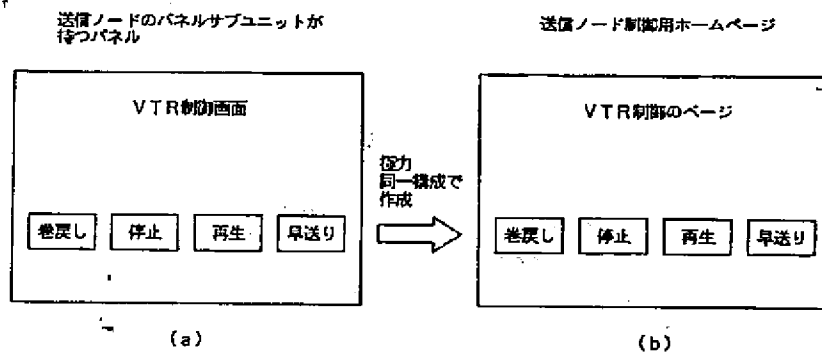 送信ノードのパネルサブユニットが
持つパネル
VTR制御画面
巻戻し
停止
再生
早送り
(a)
極力
同一構成で
作成
送信ノード制御用ホームページ
VTR制御のページ
巻戻し
停止
再生
早送り
(b)